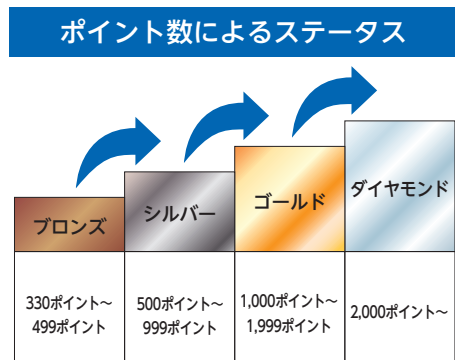 ポイント数によるステータス
ブロンズ
シルバー
ゴールド
ダイヤモンド
330ポイント〜
499ポイント
500ポイント〜
999ポイント
1,000ポイント〜
1,999ポイント
2,000ポイント〜